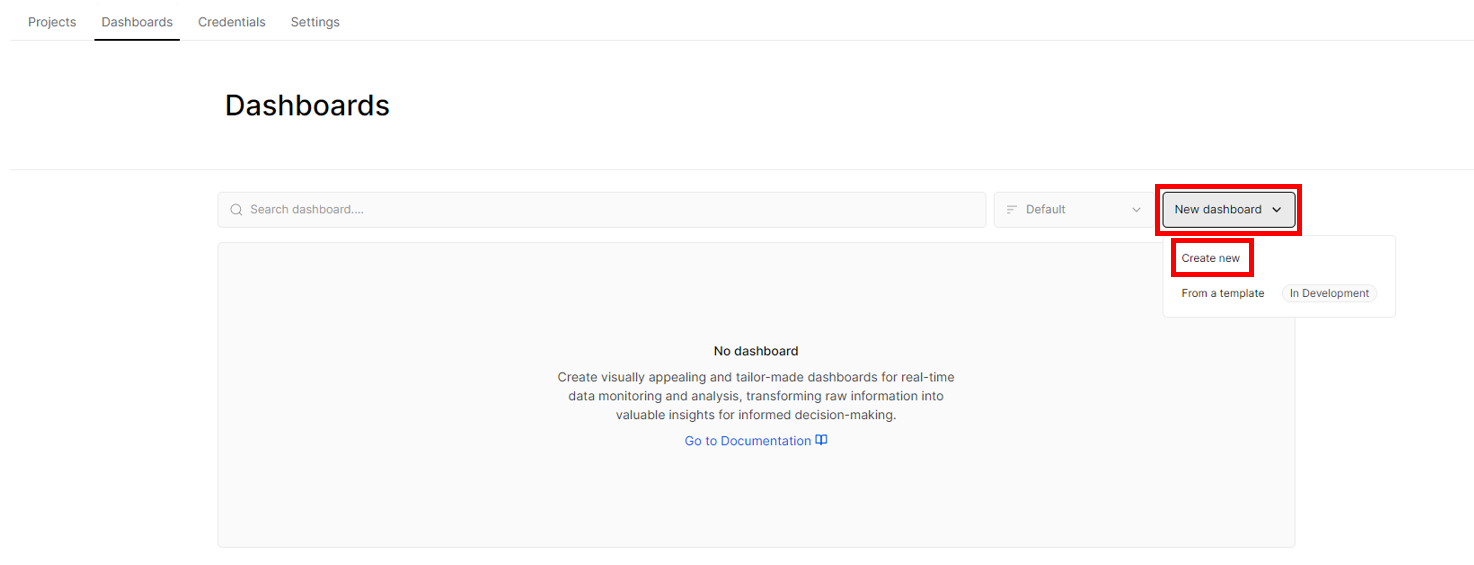 Projects Dashboards Credentials Settings
Dashboards
Search dashboard.... Default New dashboard
Create new
From a template In Development
No dashboard
Create visually appealing and tailor-made dashboards for real-time
data monitoring and analysis, transforming raw information into
valuable insights for informed decision-making.
Go to Documentation